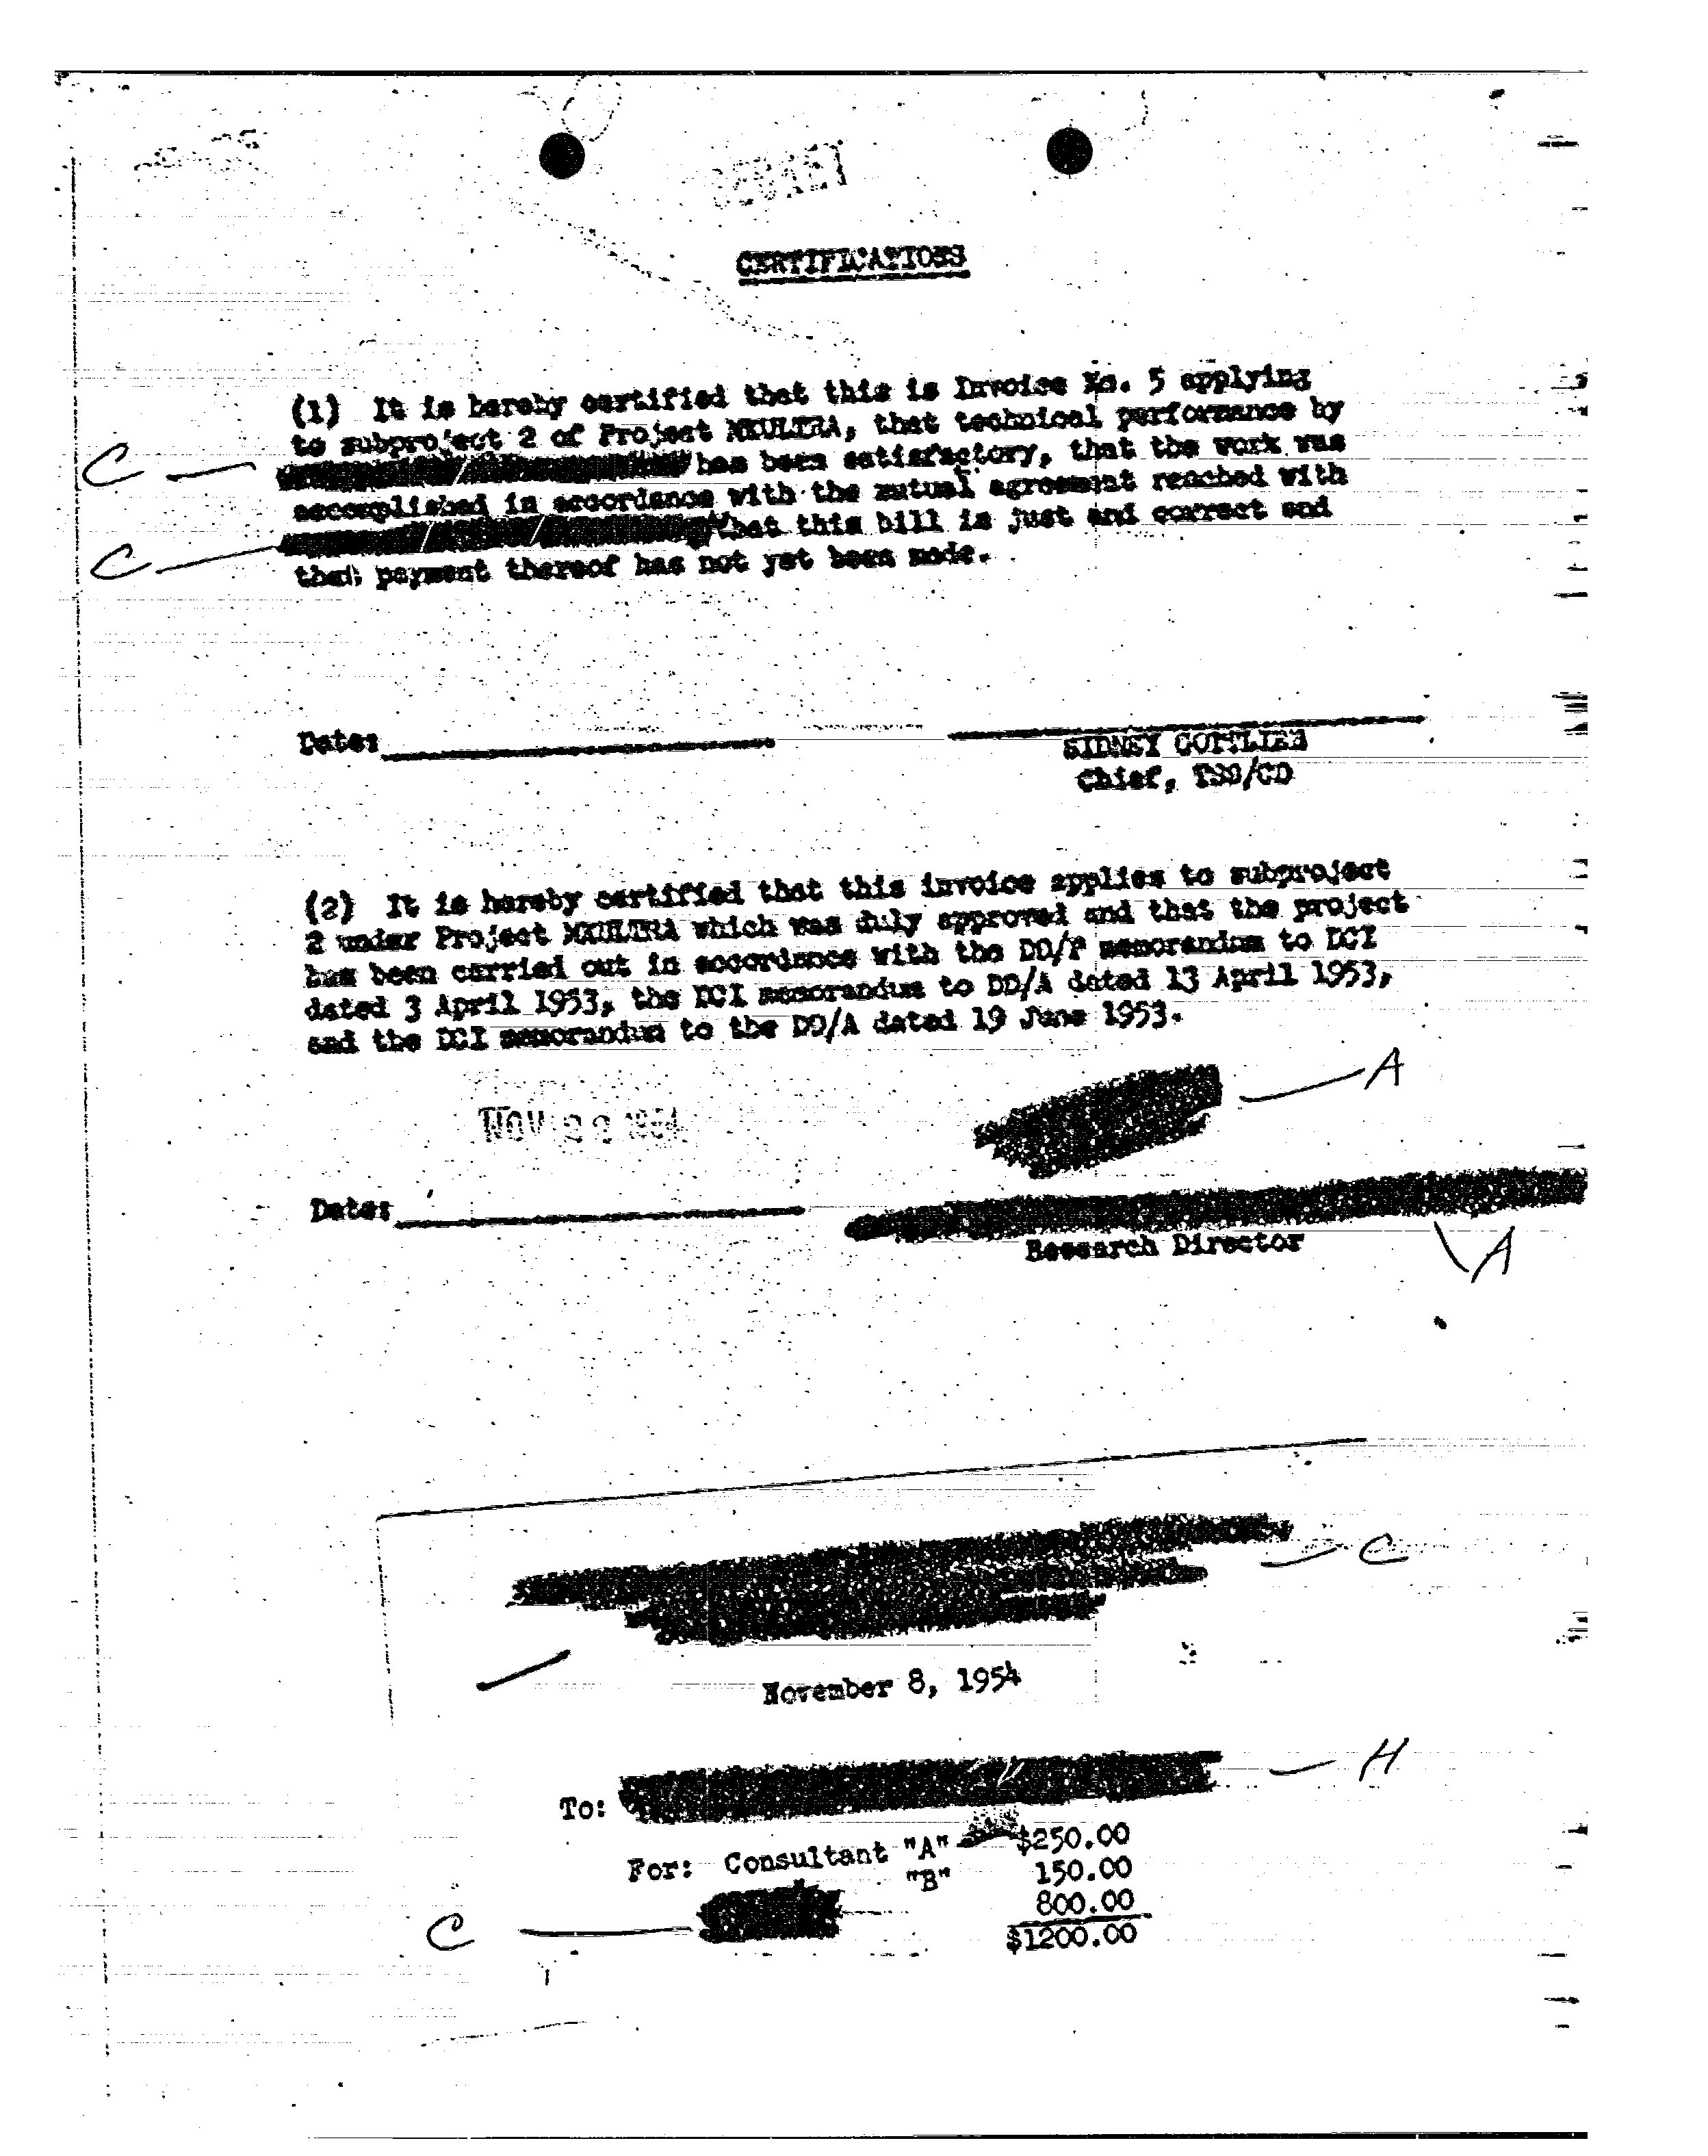 CERTIFICATIONS
(1) It is hereby certified that this is Invoice No. 5 applying
to subproject 2 of Project MKULTRA, that technical performance by
C
has been satisfactory, that the work was
accomplished in accordance with the mutual agreement reached with
C
that this bill is just and correct and
that payment thereof has not yet been made.
Date:
SIDNEY GOTTLIEB
Chief, TSS/CD
(2) It is hereby certified that this invoice applies to subproject
2 under Project MKULTRA which was duly approved and that the project
has been carried out in accordance with the DD/P memorandum to DCI
dated 3 April 1953, the DCI memorandum to DD/A dated 13 April 1953,
and the DCI memorandum to the DD/A dated 19 June 1953.
A
NOV 22 1954
Date:
Research Director
A
C
November 8, 1954
H
To:
For: Consultant "A" $250.00
"B" 150.00
800.00
C
$1200.00